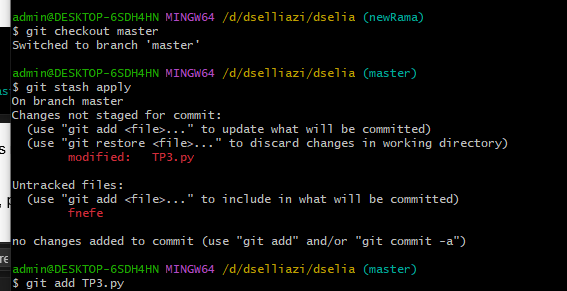 admin@DESKTOP-6SDH4HN MINGW64 /d/dselliazi/dselia (newRama)
$ git checkout master
Switched to branch 'master'
admin@DESKTOP-6SDH4HN MINGW64 /d/dselliazi/dselia (master)
$ git stash apply
On branch master
Changes not staged for commit:
  (use "git add <file>..." to update what will be committed)
  (use "git restore <file>..." to discard changes in working directory)
        modified:   TP3.py
Untracked files:
  (use "git add <file>..." to include in what will be committed)
        fnefe
no changes added to commit (use "git add" and/or "git commit -a")
admin@DESKTOP-6SDH4HN MINGW64 /d/dselliazi/dselia (master)
$ git add TP3.py